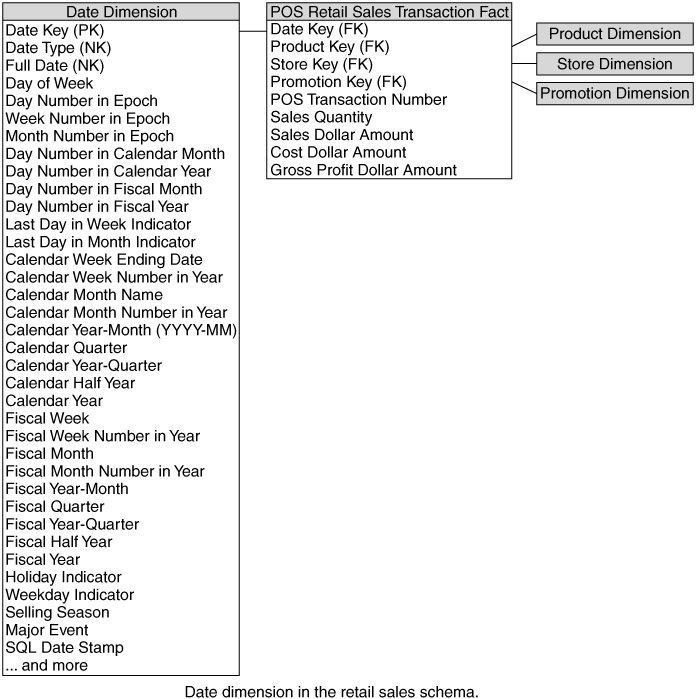 Date Dimension
Date Key (PK)
Date Type (NK)
Full Date (NK)
Day of Week
Day Number in Epoch
Week Number in Epoch
Month Number in Epoch
Day Number in Calendar Month
Day Number in Calendar Year
Day Number in Fiscal Month
Day Number in Fiscal Year
Last Day in Week Indicator
Last Day in Month Indicator
Calendar Week Ending Date
Calendar Week Number in Year
Calendar Month Name
Calendar Month Number in Year
Calendar Year-Month (YYYY-MM)
Calendar Quarter
Calendar Year-Quarter
Calendar Half Year
Calendar Year
Fiscal Week
Fiscal Week Number in Year
Fiscal Month
Fiscal Month Number in Year
Fiscal Year-Month
Fiscal Quarter
Fiscal Year-Quarter
Fiscal Half Year
Fiscal Year
Holiday Indicator
Weekday Indicator
Selling Season
Major Event
SQL Date Stamp
... and more
POS Retail Sales Transaction Fact
Date Key (FK)
Product Key (FK)
Store Key (FK)
Promotion Key (FK)
POS Transaction Number
Sales Quantity
Sales Dollar Amount
Cost Dollar Amount
Gross Profit Dollar Amount
Product Dimension
Store Dimension
Promotion Dimension
Date dimension in the retail sales schema.